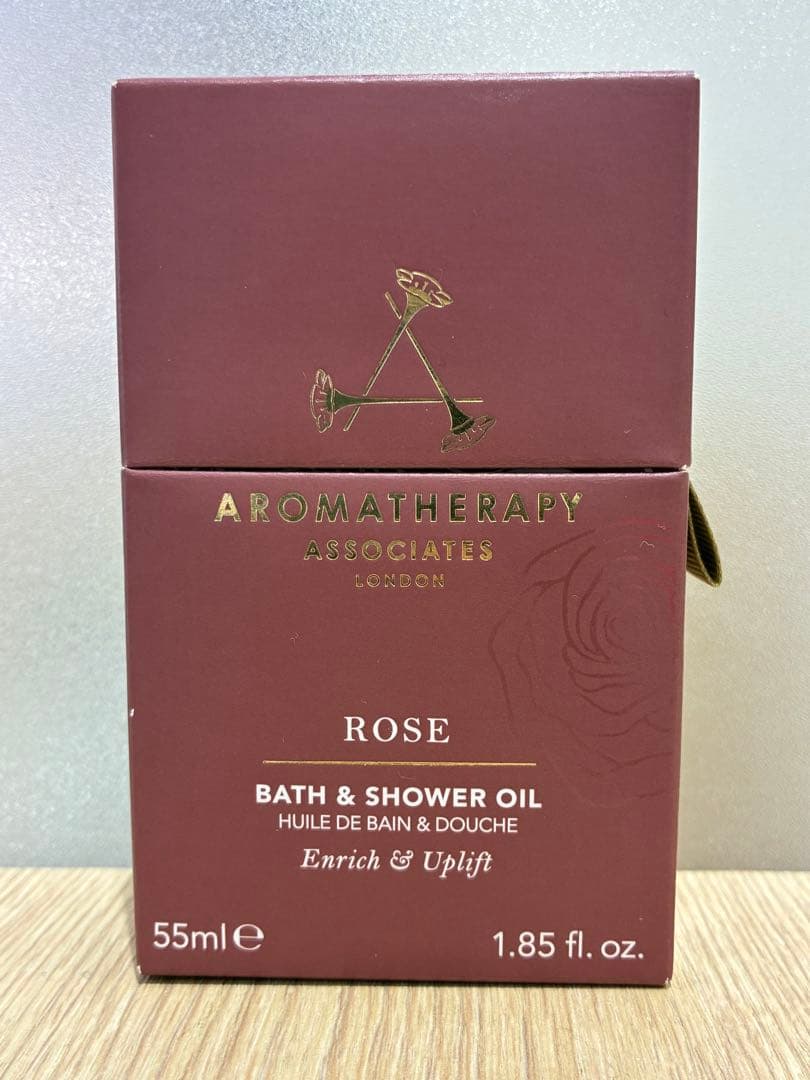 AROMATHERAPY
ASSOCIATES
LONDON
ROSE
BATH & SHOWER OIL
HUILE DE BAIN & DOUCHE
Enrich & Uplift
55ml ℮
1.85 fl. oz.